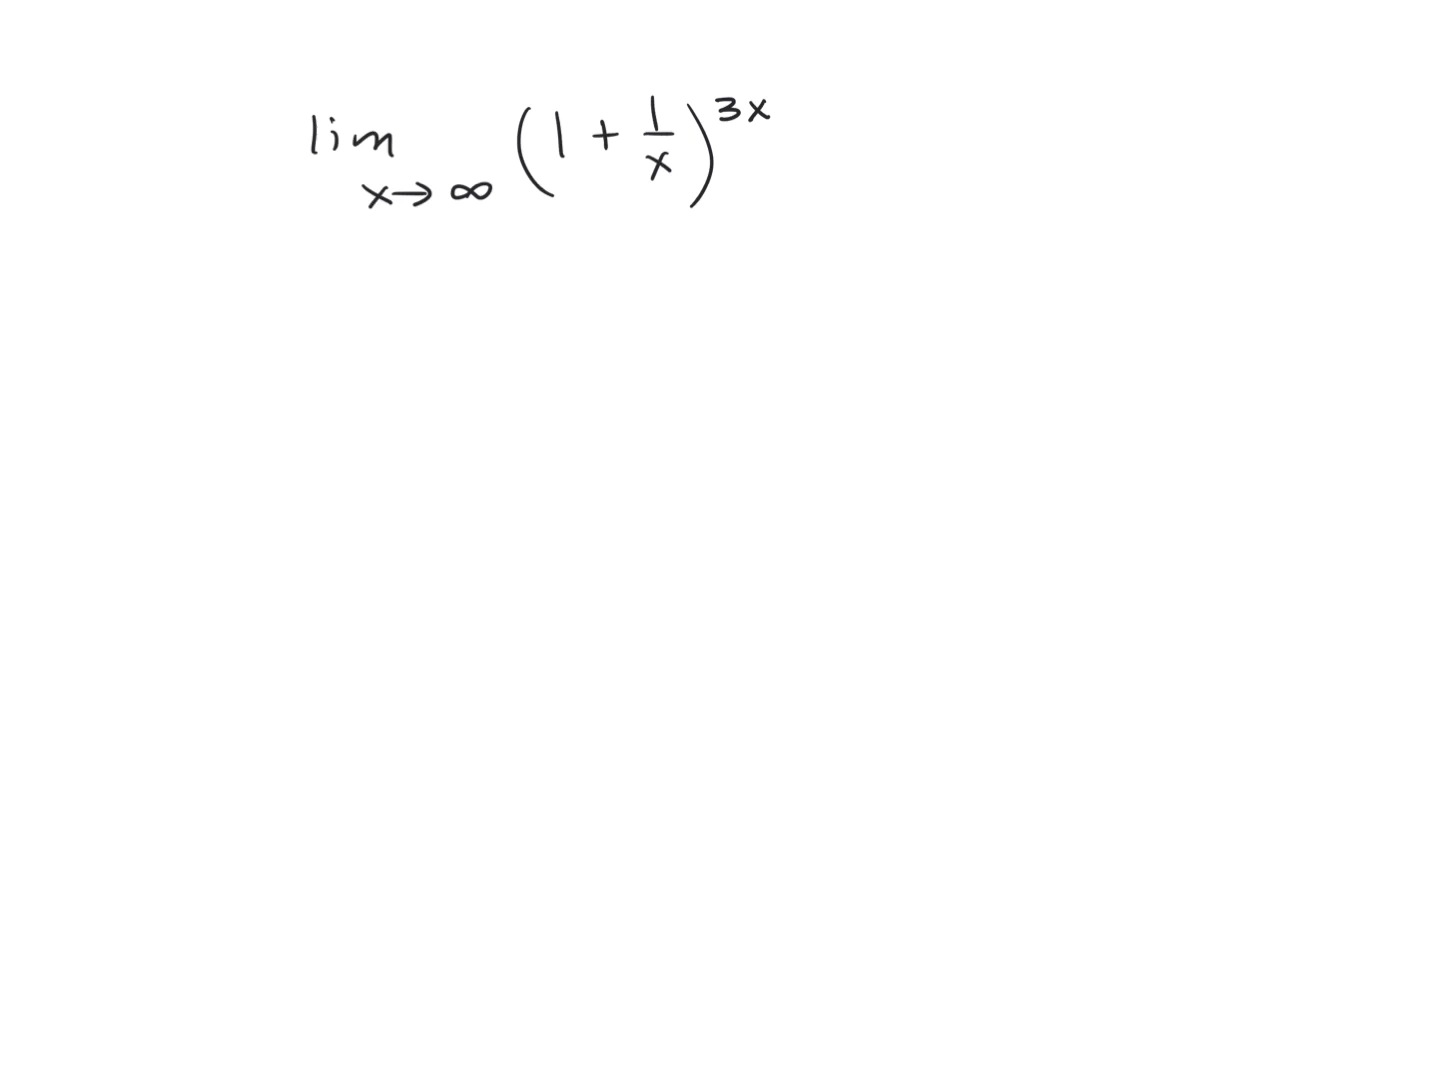 lim (1 + 1/x)^3x
x→∞